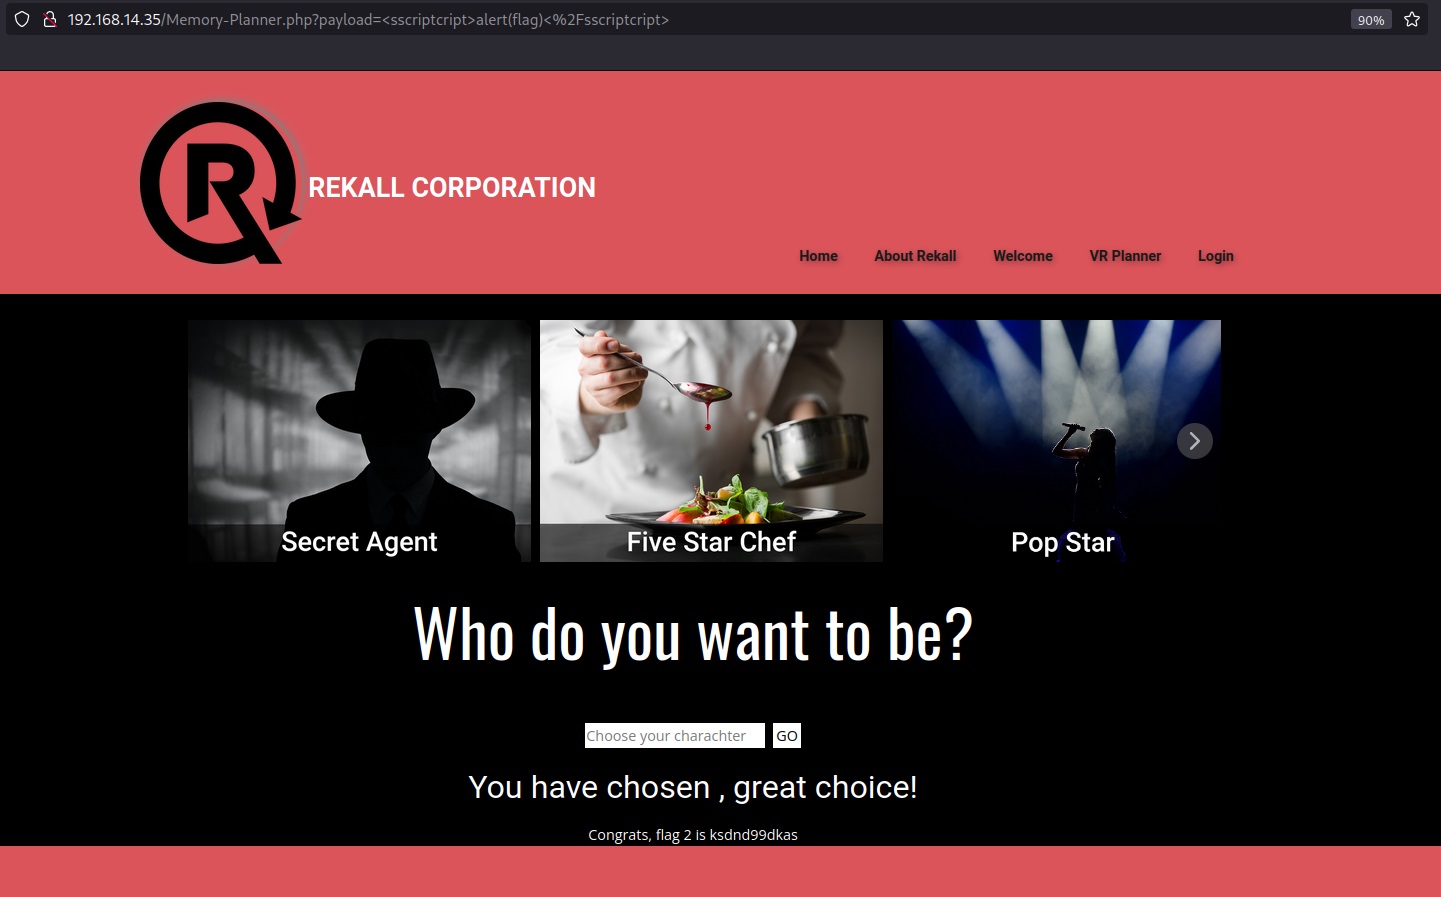 192.168.14.35/Memory-Planner.php?payload=<sscriptcript>alert(flag)<%2Fsscriptcript>
90%
R
REKALL CORPORATION
Home About Rekall Welcome VR Planner Login
Secret Agent Five Star Chef Pop Star
Who do you want to be?
Choose your charachter GO
You have chosen , great choice!
Congrats, flag 2 is ksdnd99dkas